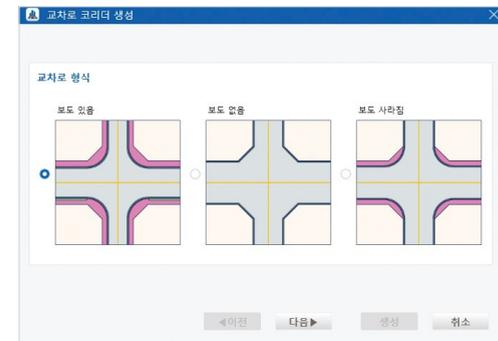 교차로 코리더 생성
교차로 형식
보도 있음 보도 없음 보도 사라짐
◀이전 다음▶ 생성 취소